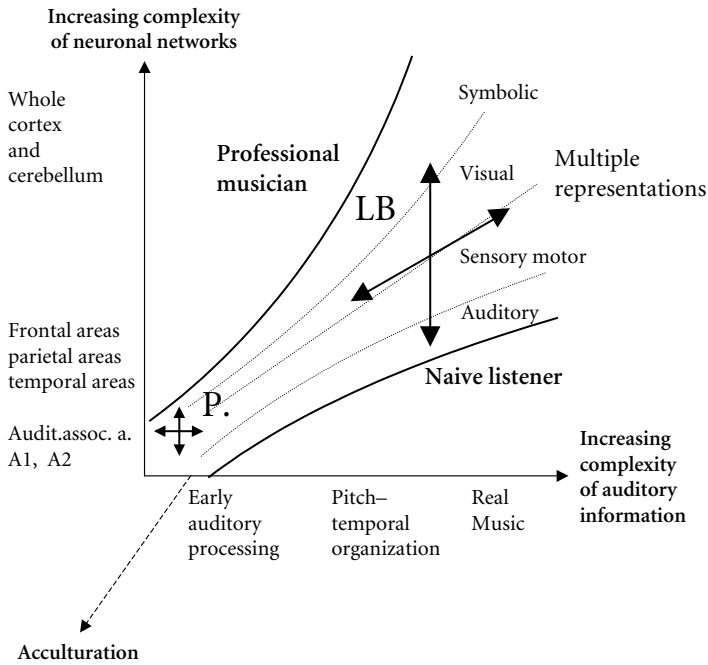 Increasing complexity
of neuronal networks
Whole
cortex
and
cerebellum
Symbolic
Professional
musician
Visual
Multiple
representations
LB
Sensory motor
Auditory
Frontal areas
parietal areas
temporal areas
Naive listener
P.
Audit.assoc. a.
A1, A2
Increasing
complexity
of auditory
information
Early
auditory
processing
Pitch–
temporal
organization
Real
Music
Acculturation